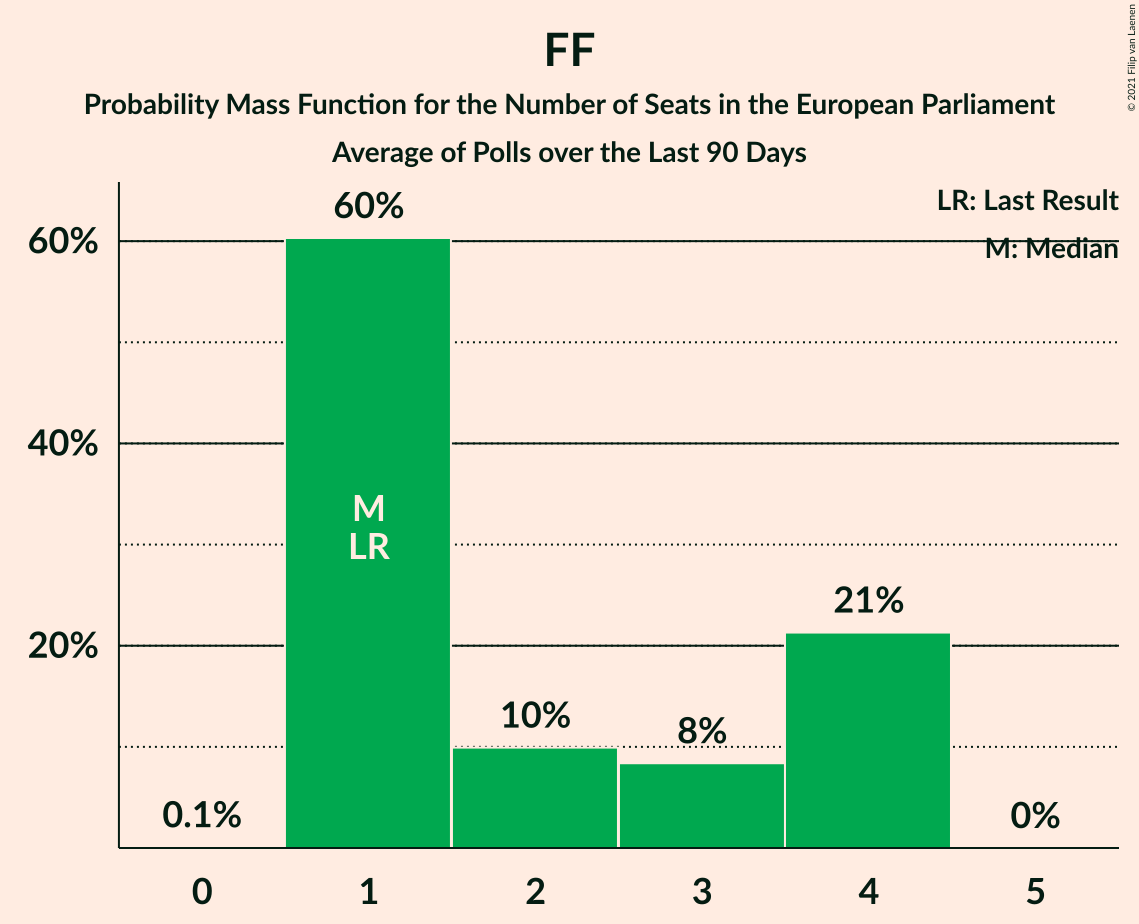 FF
Probability Mass Function for the Number of Seats in the European Parliament
Average of Polls over the Last 90 Days
© 2021 Filip van Laenen
LR: Last Result
M: Median
60%
40%
20%
0.1%
60%
10%
8%
21%
0%
M
LR
0
1
2
3
4
5